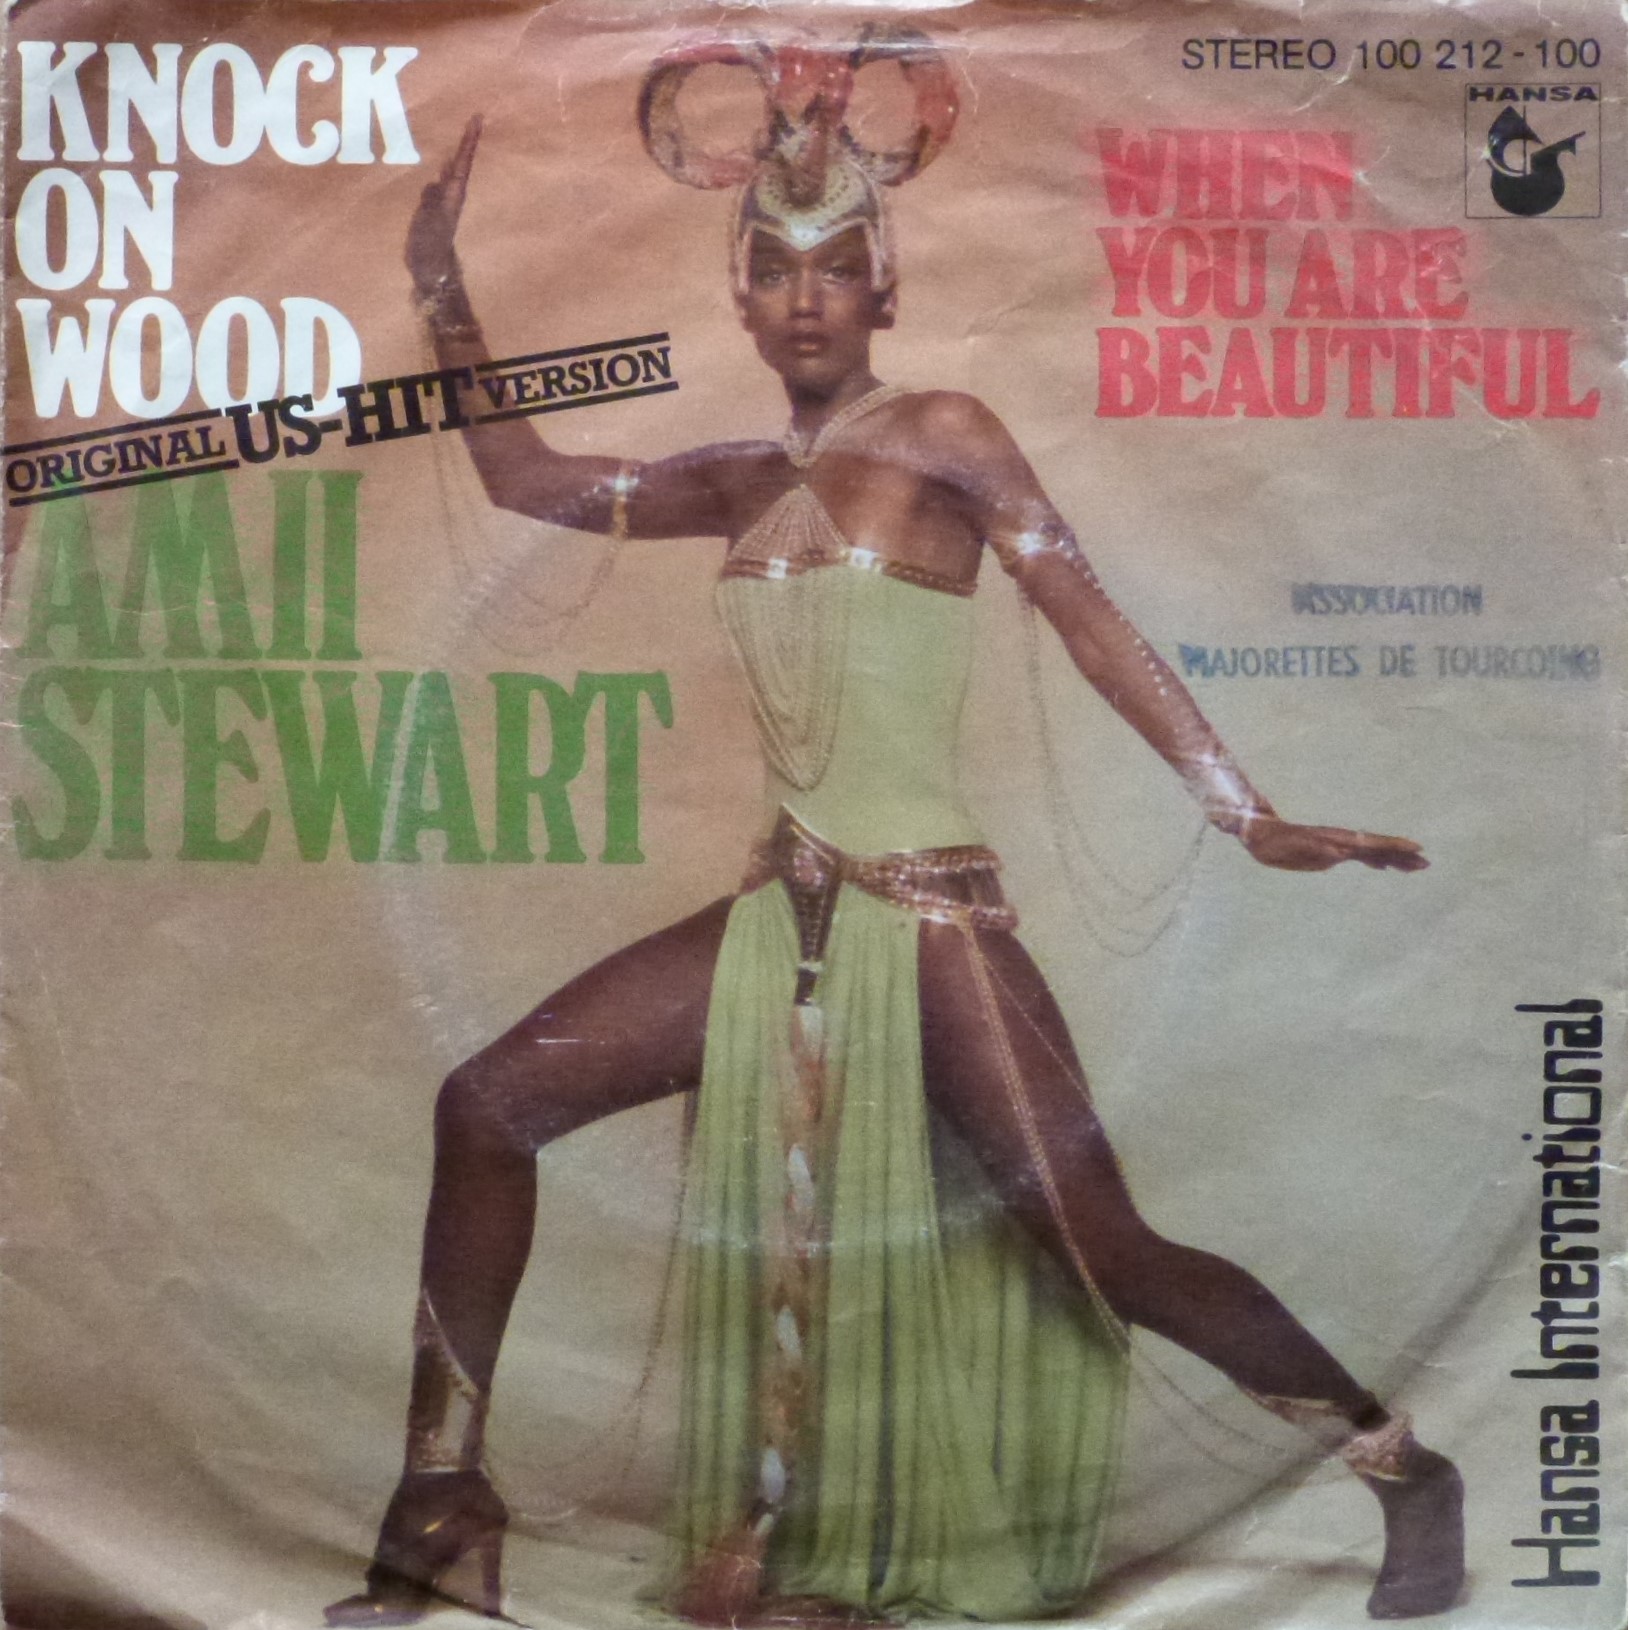 KNOCK
ON
WOOD
ORIGINAL US-HIT VERSION
AMII
STEWART
STEREO 100 212 - 100
HANSA
WHEN
YOU ARE
BEAUTIFUL
ASSOCIATION
MAJORETTES DE TOURCOING
Hansa International